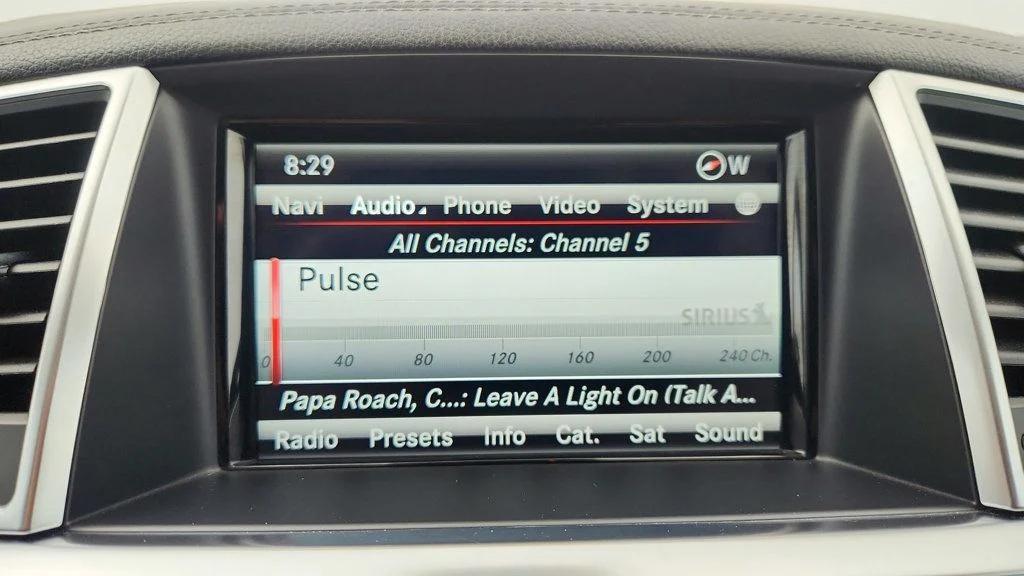 8:29 W
Navi Audio Phone Video System
All Channels: Channel 5
Pulse
SIRIUS
0 40 80 120 160 200 240 Ch.
Papa Roach, C...: Leave A Light On (Talk A...
Radio Presets Info Cat. Sat Sound